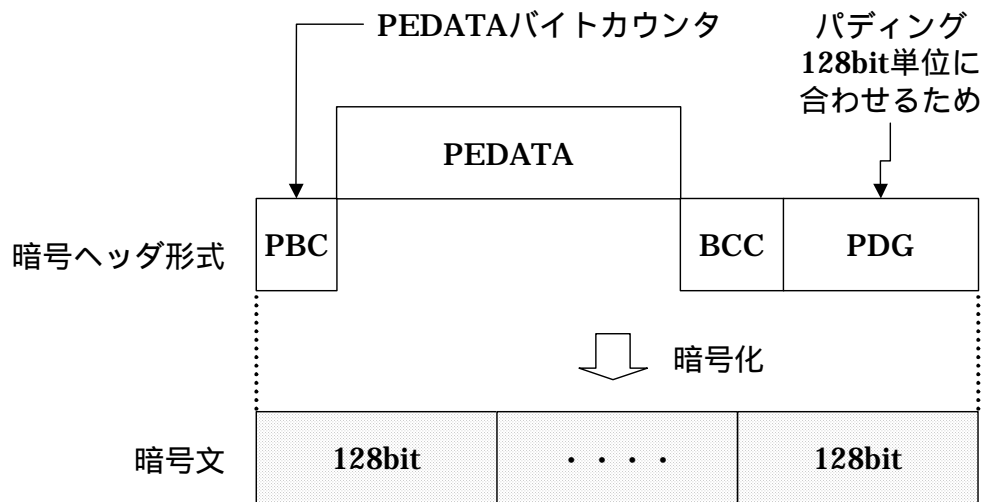 PEDATAバイトカウンタ
パディング
128bit単位に
合わせるため
PEDATA
暗号ヘッダ形式
PBC
BCC
PDG
暗号化
暗号文
128bit
・・・・
128bit